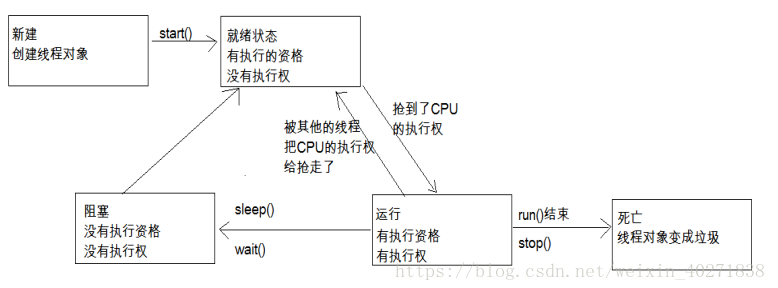 新建
创建线程对象
start()
就绪状态
有执行的资格
没有执行权
被其他的线程
把CPU的执行权
给抢走了
抢到了CPU
的执行权
阻塞
没有执行资格
没有执行权
sleep()
wait()
运行
有执行资格
有执行权
run()结束
stop()
死亡
线程对象变成垃圾
https://blog.csdn.net/weixin_40271838